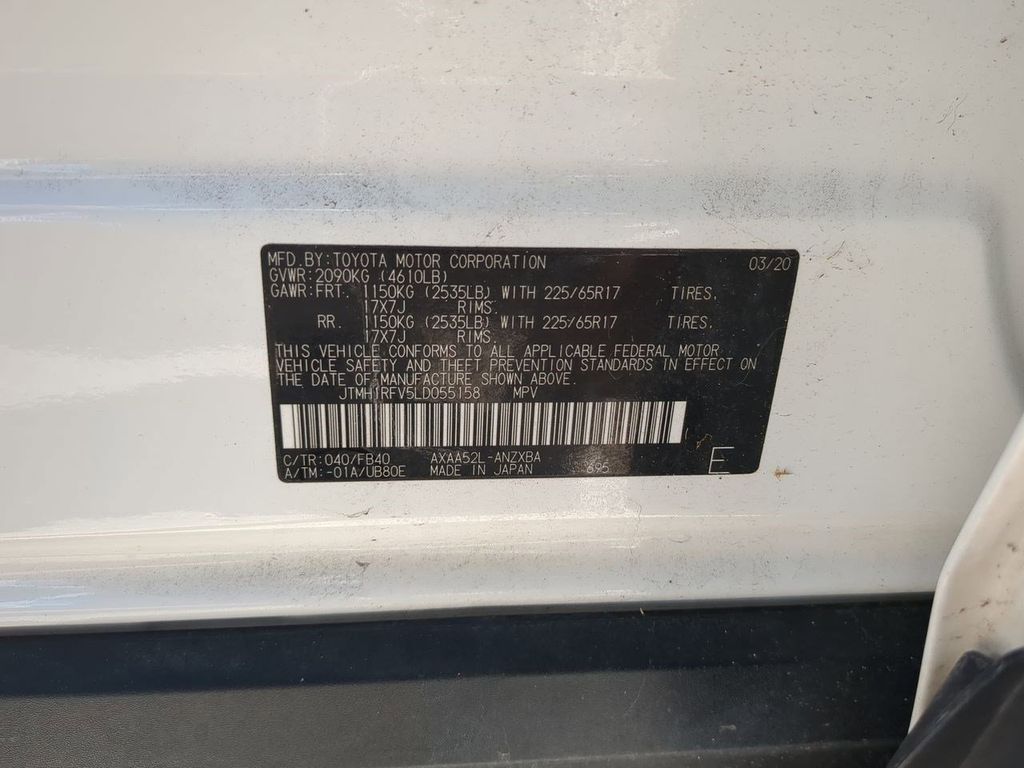 MFD.BY:TOYOTA MOTOR CORPORATION 03/20
GVWR:2090KG (4610LB)
GAWR:FRT. 1150KG (2535LB) WITH 225/65R17 TIRES,
17X7J RIMS,
RR. 1150KG (2535LB) WITH 225/65R17 TIRES,
17X7J RIMS,
THIS VEHICLE CONFORMS TO ALL APPLICABLE FEDERAL MOTOR
VEHICLE SAFETY AND THEFT PREVENTION STANDARDS IN EFFECT ON
THE DATE OF MANUFACTURE SHOWN ABOVE.
JTMH1RFV5LD055158 MPV
C/TR:040/FB40 AXAA52L-ANZXBA
A/TM:-01A/UB80E MADE IN JAPAN 695 E